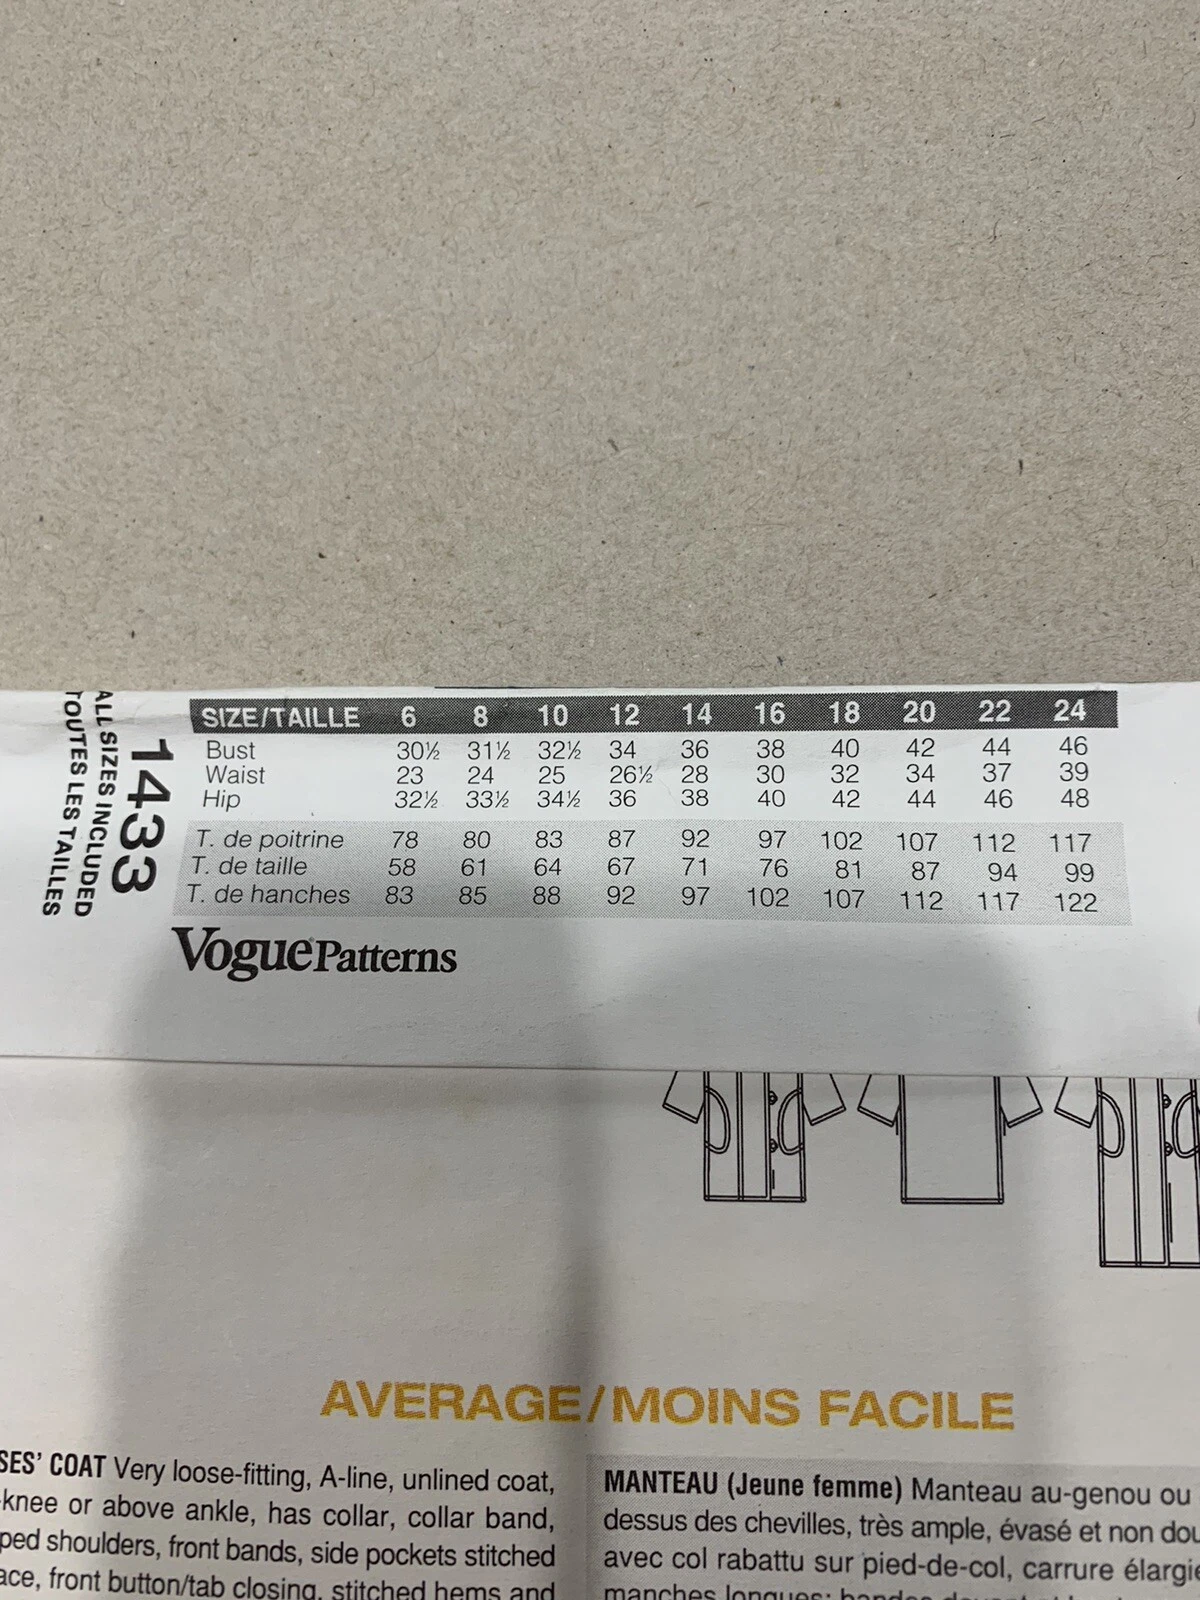 ALL SIZES INCLUDED
TOUTES LES TAILLES
1433
SIZE/TAILLE 6 8 10 12 14 16 18 20 22 24
Bust 30½ 31½ 32½ 34 36 38 40 42 44 46
Waist 23 24 25 26½ 28 30 32 34 37 39
Hip 32½ 33½ 34½ 36 38 40 42 44 46 48
T. de poitrine 78 80 83 87 92 97 102 107 112 117
T. de taille 58 61 64 67 71 76 81 87 94 99
T. de hanches 83 85 88 92 97 102 107 112 117 122
Vogue Patterns
AVERAGE/MOINS FACILE
SES' COAT Very loose-fitting, A-line, unlined coat,
-knee or above ankle, has collar, collar band,
ped shoulders, front bands, side pockets stitched
ace, front button/tab closing, stitched hems and
MANTEAU (Jeune femme) Manteau au-genou ou
dessus des chevilles, très ample, évasé et non dou
avec col rabattu sur pied-de-col, carrure élargie
manches longues; bandes devant et